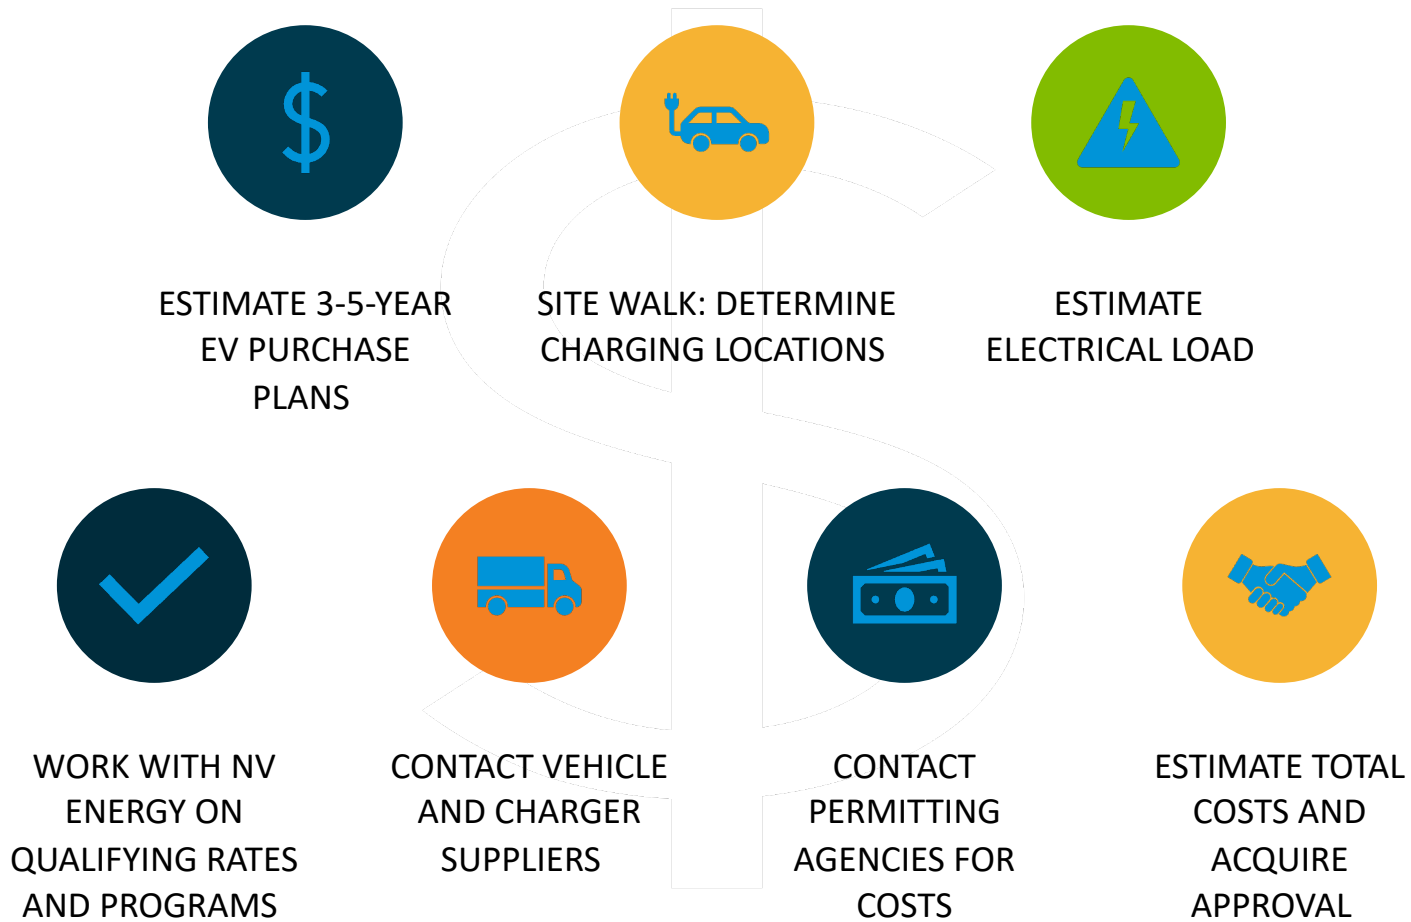 ESTIMATE 3-5-YEAR
EV PURCHASE
PLANS
SITE WALK: DETERMINE
CHARGING LOCATIONS
ESTIMATE
ELECTRICAL LOAD
WORK WITH NV
ENERGY ON
QUALIFYING RATES
AND PROGRAMS
CONTACT VEHICLE
AND CHARGER
SUPPLIERS
CONTACT
PERMITTING
AGENCIES FOR
COSTS
ESTIMATE TOTAL
COSTS AND
ACQUIRE
APPROVAL